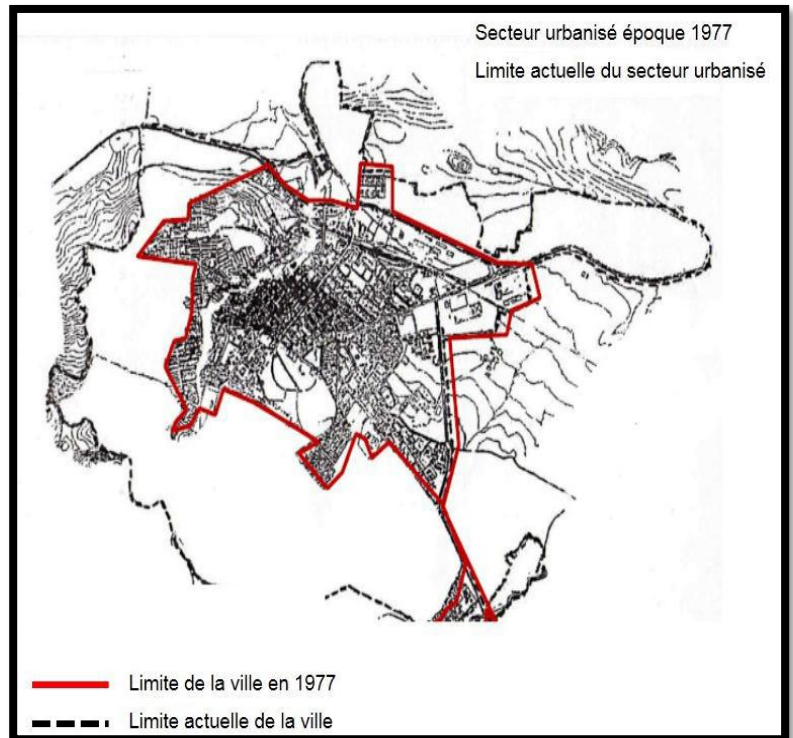 Secteur urbanisé époque 1977
Limite actuelle du secteur urbanisé
Limite de la ville en 1977
Limite actuelle de la ville